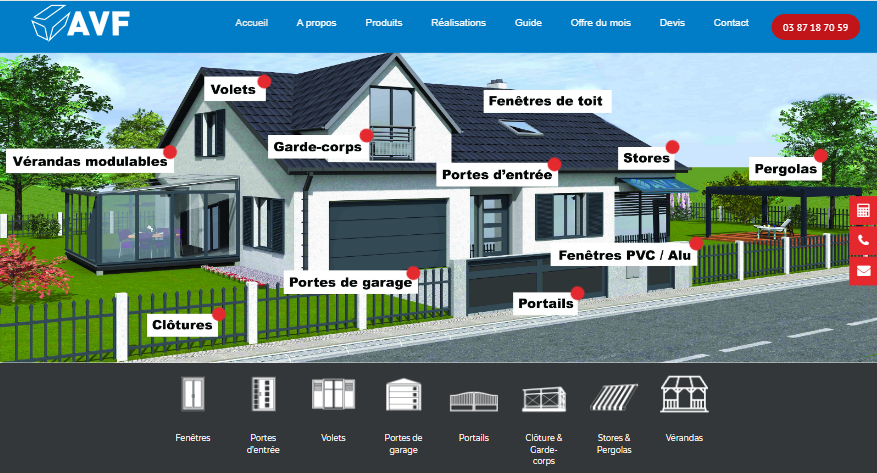 AVF
Accueil
A propos
Produits
Réalisations
Guide
Offre du mois
Devis
Contact
03 87 18 70 59
Volets
Fenêtres de toit
Garde-corps
Vérandas modulables
Stores
Portes d'entrée
Pergolas
Fenêtres PVC / Alu
Portes de garage
Portails
Clôtures
Fenêtres
Portes
d'entrée
Volets
Portes de
garage
Portails
Clôture &
Garde-
corps
Stores &
Pergolas
Vérandas